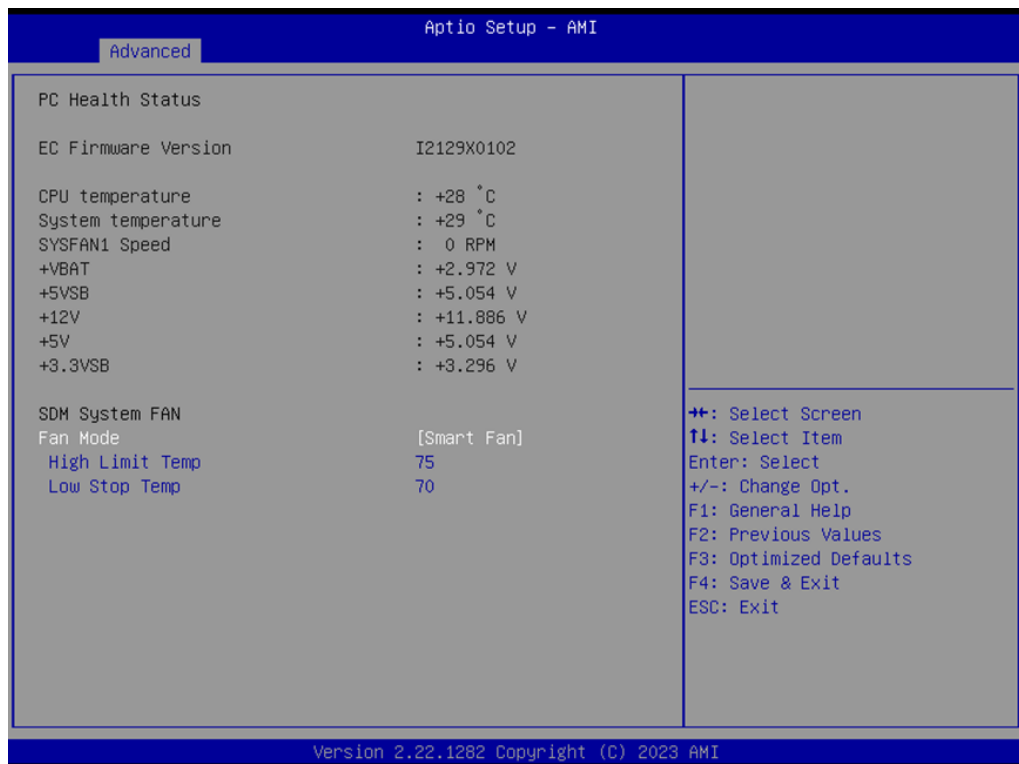 Aptio Setup – AMI
Advanced
PC Health Status
EC Firmware Version I2129X0102
CPU temperature : +28 °C
System temperature : +29 °C
SYSFAN1 Speed : 0 RPM
+VBAT : +2.972 V
+5VSB : +5.054 V
+12V : +11.886 V
+5V : +5.054 V
+3.3VSB : +3.296 V
SDM System FAN
Fan Mode [Smart Fan]
High Limit Temp 75
Low Stop Temp 70
→←: Select Screen
↑↓: Select Item
Enter: Select
+/-: Change Opt.
F1: General Help
F2: Previous Values
F3: Optimized Defaults
F4: Save & Exit
ESC: Exit
Version 2.22.1282 Copyright (C) 2023 AMI